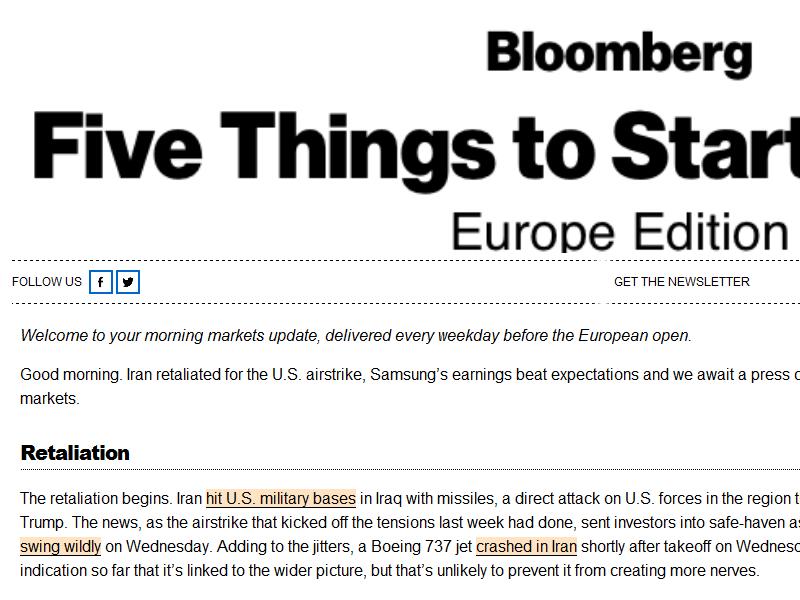 Bloomberg
Five Things to Start
Europe Edition
FOLLOW US
GET THE NEWSLETTER
Welcome to your morning markets update, delivered every weekday before the European open.
Good morning. Iran retaliated for the U.S. airstrike, Samsung’s earnings beat expectations and we await a press
markets.
Retaliation
The retaliation begins. Iran hit U.S. military bases in Iraq with missiles, a direct attack on U.S. forces in the region
Trump. The news, as the airstrike that kicked off the tensions last week had done, sent investors into safe-haven
swing wildly on Wednesday. Adding to the jitters, a Boeing 737 jet crashed in Iran shortly after takeoff on
indication so far that it’s linked to the wider picture, but that’s unlikely to prevent it from creating more nerves.